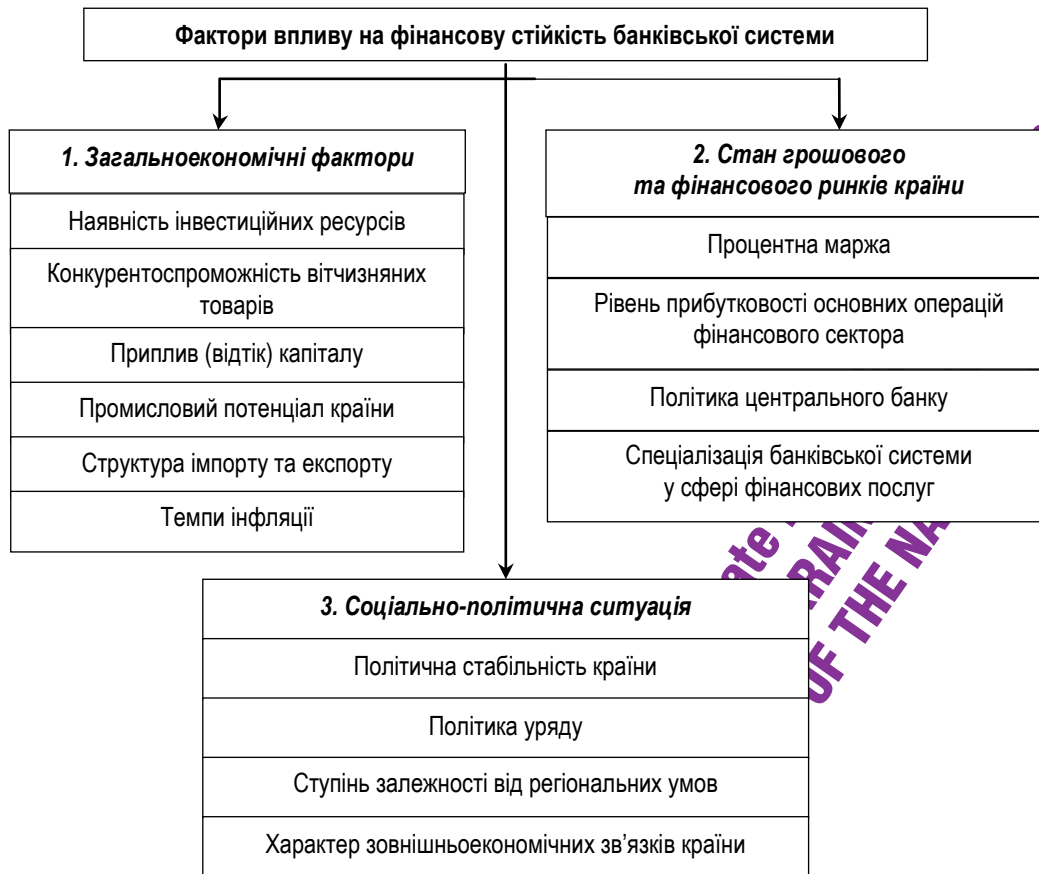 Фактори впливу на фінансову стійкість банківської системи
1. Загальноекономічні фактори
Наявність інвестиційних ресурсів
Конкурентоспроможність вітчизняних
товарів
Приплив (відтік) капіталу
Промисловий потенціал країни
Структура імпорту та експорту
Темпи інфляції
2. Стан грошового
та фінансового ринків країни
Процентна маржа
Рівень прибутковості основних операцій
фінансового сектора
Політика центрального банку
Спеціалізація банківської системи
у сфері фінансових послуг
3. Соціально-політична ситуація
Політична стабільність країни
Політика уряду
Ступінь залежності від регіональних умов
Характер зовнішньоекономічних зв’язків країни
OF THE